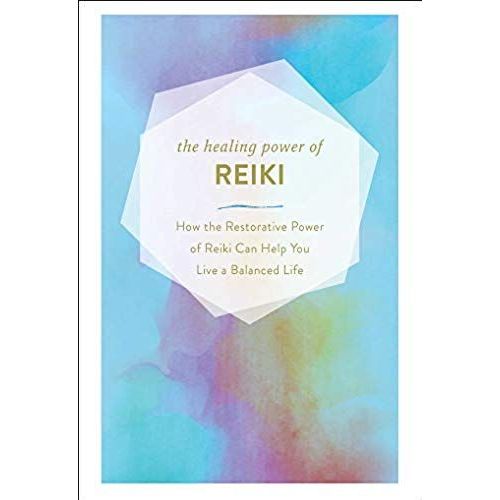 the healing power of
REIKI
How the Restorative Power
of Reiki Can Help You
Live a Balanced Life